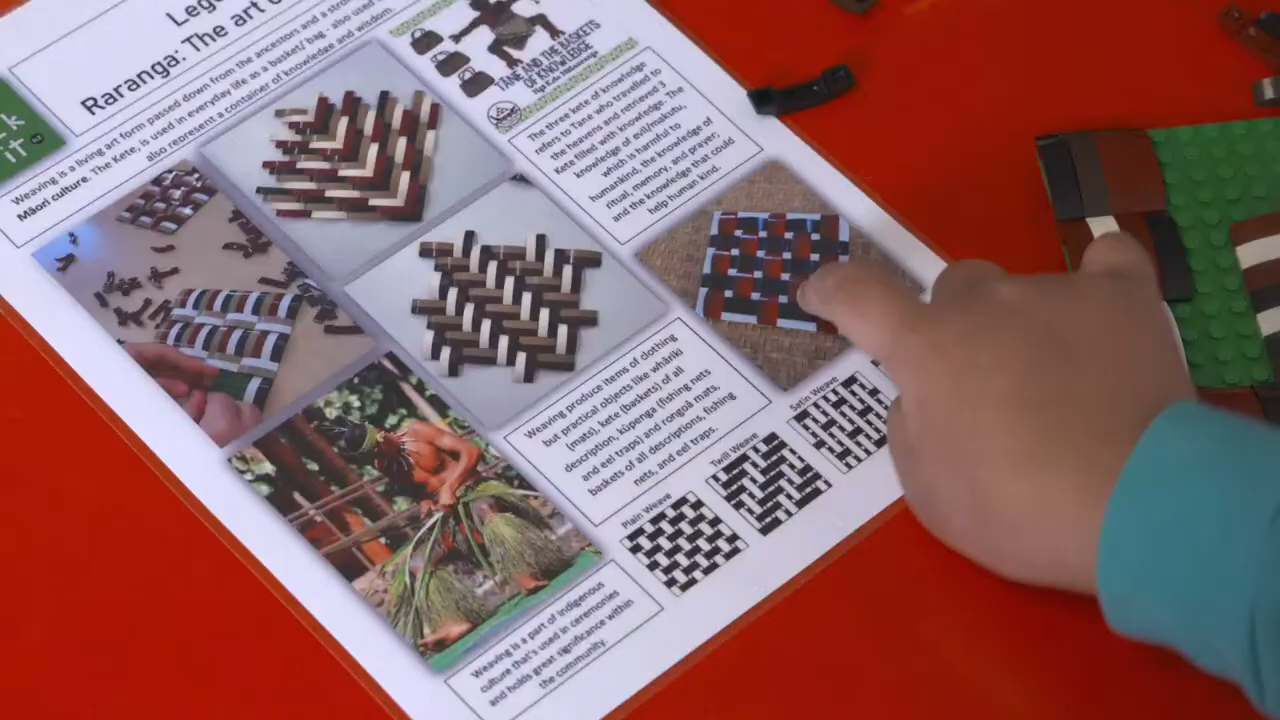 Lego
Raranga: The art o
Weaving is a living art form passed down from the ancestors and a stro
Māori culture. The Kete, is used in everyday life as a basket/ bag - also used
also represent a container of knowledge and wisdom.
k
it
TĀNE AND THE BASKETS
OF KNOWLEDGE
The three kete of knowledge
refers to Tane who travelled to
the heavens and retrieved 3
Kete filled with knowledge. The
knowledge of evil/makutu,
which is harmful to
humankind, the knowledge of
ritual, memory, and prayer;
and the knowledge that could
help human kind.
Weaving produce items of clothing
but practical objects like whāriki
(mats), kete (baskets) of all
description, kūpenga (fishing nets
and eel traps) and rongoā mats,
baskets of all descriptions, fishing
nets, and eel traps.
Plain Weave
Twill Weave
Satin Weave
Weaving is a part of indigenous
culture that's used in ceremonies
and holds great significance within
the community.